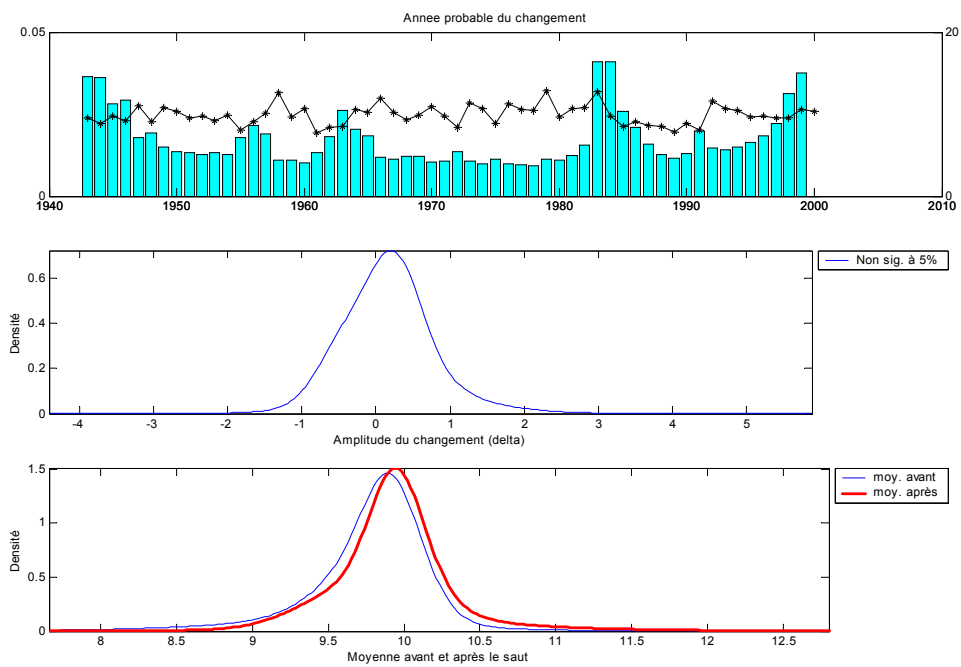 Annee probable du changement
0.05
20
0
0
1940 1950 1960 1970 1980 1990 2000 2010
Non sig. à 5%
0.6
0.4
0.2
0
Densité
-4 -3 -2 -1 0 1 2 3 4 5
Amplitude du changement (delta)
moy. avant
moy. après
1.5
1
0.5
0
Densité
8 8.5 9 9.5 10 10.5 11 11.5 12 12.5
Moyenne avant et après le saut